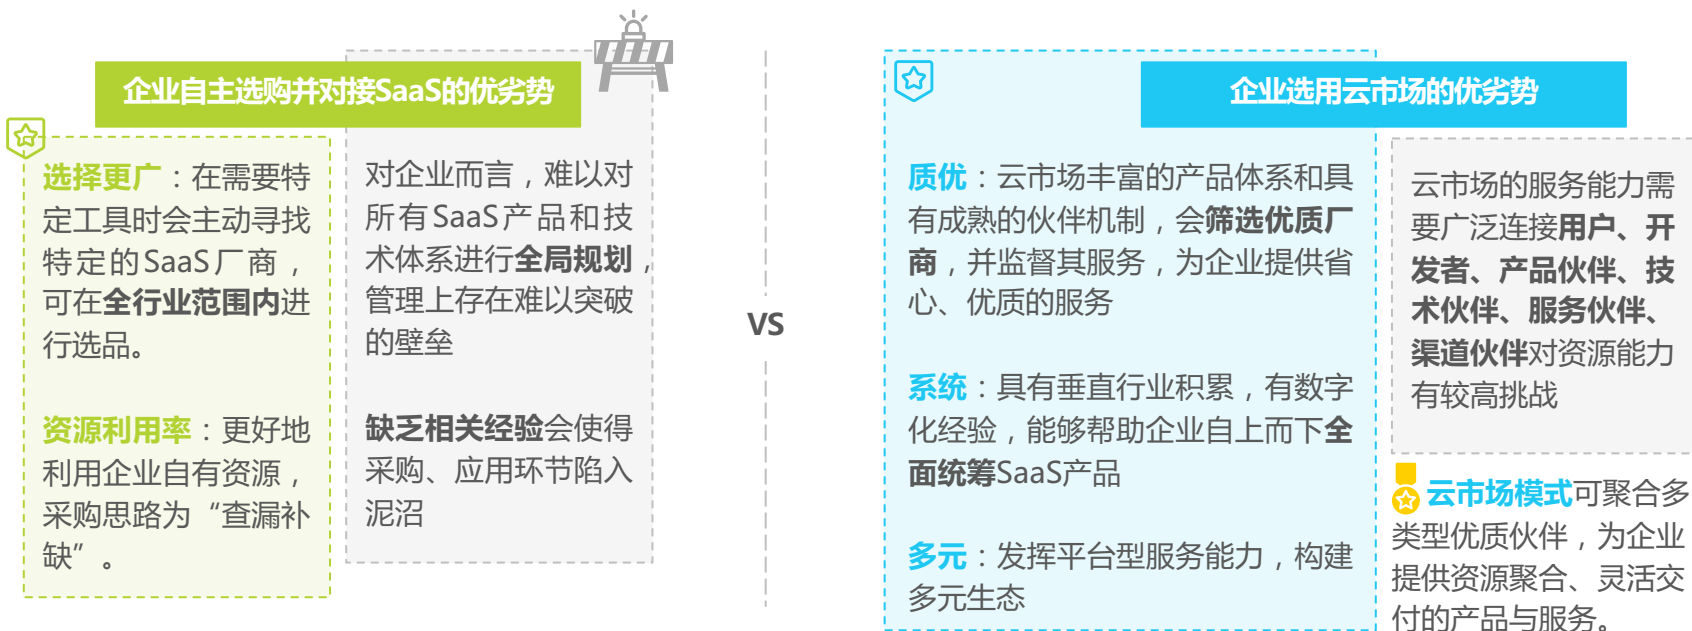 企业自主选购并对接SaaS的优劣势
选择更广：在需要特
定工具时会主动寻找
特定的SaaS厂商，
可在全行业范围内进
行选品。
资源利用率：更好地
利用企业自有资源，
采购思路为“查漏补
缺”。
对企业而言，难以对
所有SaaS产品和技
术体系进行全局规划，
管理上存在难以突破
的壁垒
缺乏相关经验会使得
采购、应用环节陷入
泥沼
VS
企业选用云市场的优劣势
质优：云市场丰富的产品体系和具
有成熟的伙伴机制，会筛选优质厂
商，并监督其服务，为企业提供省
心、优质的服务
系统：具有垂直行业积累，有数字
化经验，能够帮助企业自上而下全
面统筹SaaS产品
多元：发挥平台型服务能力，构建
多元生态
云市场的服务能力需
要广泛连接用户、开
发者、产品伙伴、技
术伙伴、服务伙伴、
渠道伙伴对资源能力
有较高挑战
云市场模式可聚合多
类型优质伙伴，为企业
提供资源聚合、灵活交
付的产品与服务。